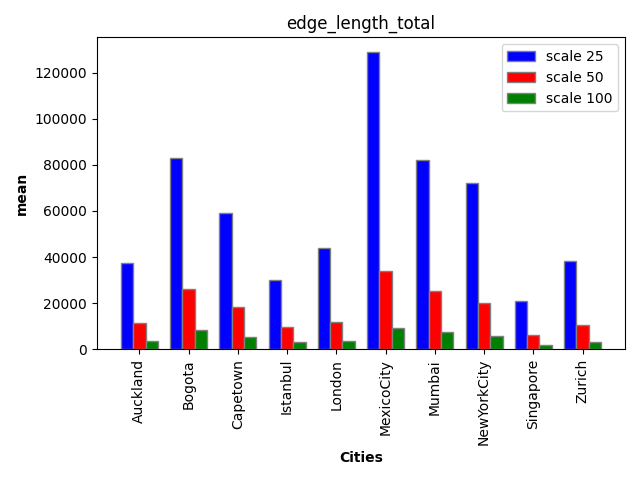 edge_length_total
scale 25
scale 50
scale 100
120000
100000
80000
60000
40000
20000
0
mean
Auckland
Bogota
Capetown
Istanbul
London
MexicoCity
Mumbai
NewYorkCity
Singapore
Zurich
Cities